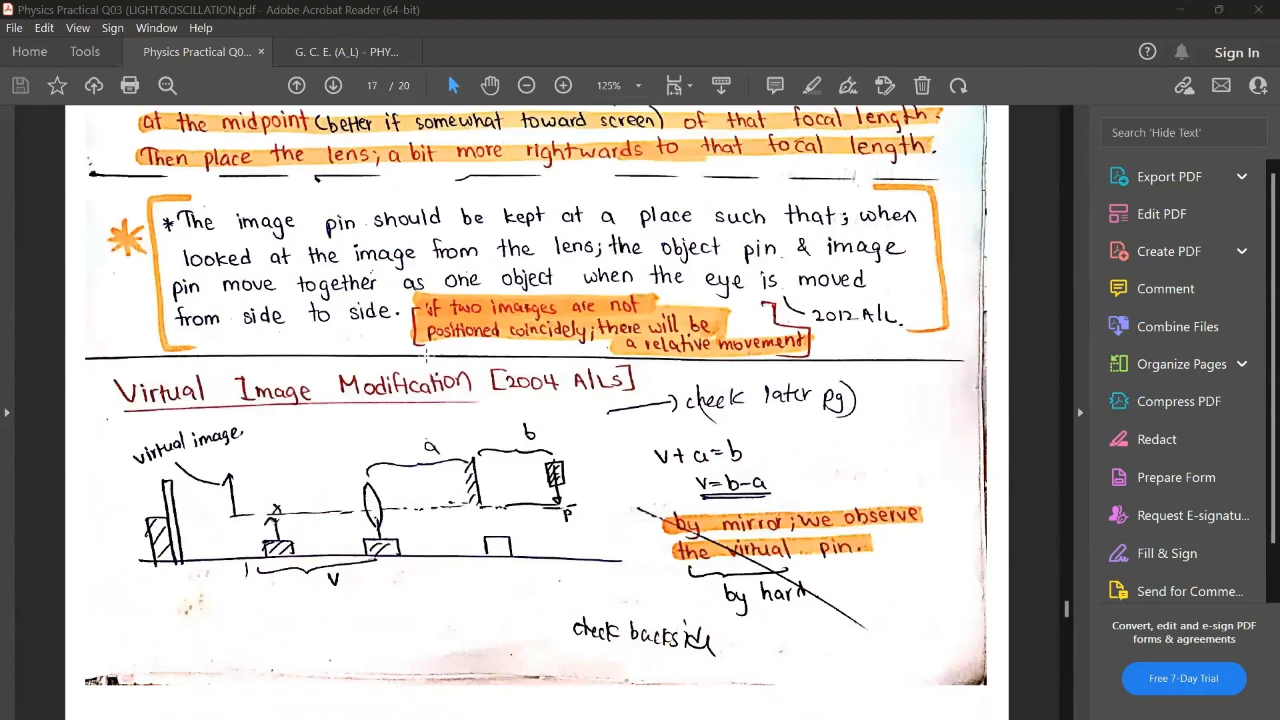 Physics Practical Q03 (LIGHT&OSCILLATION.pdf - Adobe Acrobat Reader (64-bit)
File Edit View Sign Window Help
Home Tools Physics Practical Q0... × G. C. E. (A_L) - PHY... Sign In
17 / 20 125%
at the midpoint (better if somewhat toward screen) of that focal length.
Then place the lens; a bit more rightwards to that focal length.
* The image pin should be kept at a place such that; when
looked at the image from the lens; the object pin & image
pin move together as one object when the eye is moved
from side to side.
2012 A/L.
if two imasges are not
positioned coincidely; there will be
a relative movement
Virtual Image Modification [2004 A/Ls]
check later pg)
virtual image
a
b
x
P
v
v + a = b
v = b - a
by mirror; we observe
the virtual pin.
by hard
check backside
Search 'Hide Text'
Export PDF
Edit PDF
Create PDF
Comment
Combine Files
Organize Pages
Compress PDF
Redact
Prepare Form
Request E-signatu...
Fill & Sign
Send for Comme...
Convert, edit and e-sign PDF
forms & agreements
Free 7-Day Trial